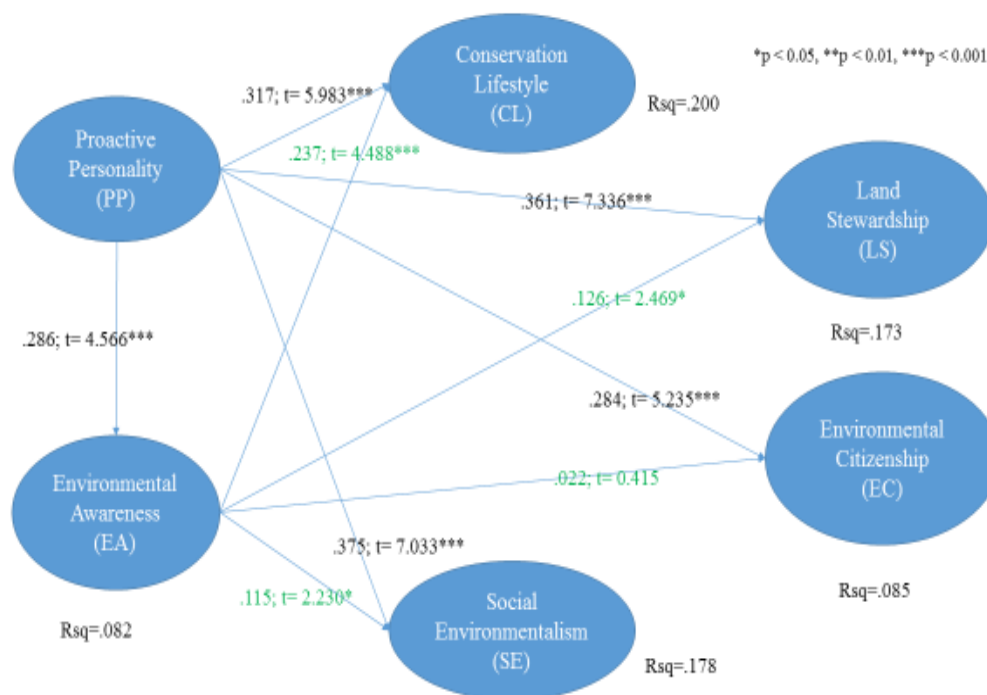 Conservation
Lifestyle
(CL)
*p < 0.05, **p < 0.01, ***p < 0.001
.317; t= 5.983***
Rsq=.200
Proactive
Personality
(PP)
.237; t= 4.488***
.361; t= 7.336***
Land
Stewardship
(LS)
.126; t= 2.469*
.286; t= 4.566***
Rsq=.173
.284; t= 5.235***
Environmental
Citizenship
(EC)
Environmental
Awareness
(EA)
.022; t= 0.415
.375; t= 7.033***
.115; t= 2.230*
Rsq=.085
Social
Environmentalism
(SE)
Rsq=.082
Rsq=.178